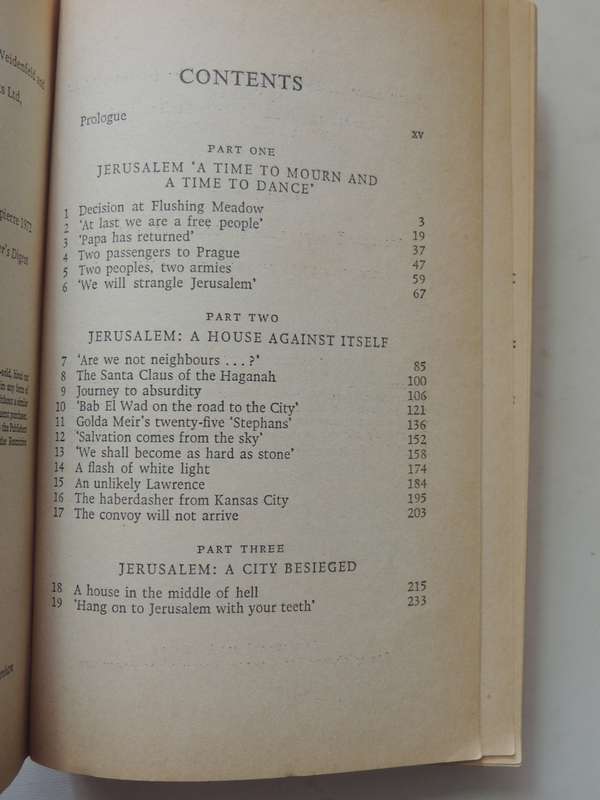 Weidenfeld and
Ltd,
1972
Digest
CONTENTS
Prologue xv
PART ONE
JERUSALEM 'A TIME TO MOURN AND
A TIME TO DANCE'
1 Decision at Flushing Meadow 3
2 'At last we are a free people' 19
3 'Papa has returned' 37
4 Two passengers to Prague 47
5 Two peoples, two armies 59
6 'We will strangle Jerusalem' 67
PART TWO
JERUSALEM: A HOUSE AGAINST ITSELF
7 'Are we not neighbours . . . ?' 85
8 The Santa Claus of the Haganah 100
9 Journey to absurdity 106
10 'Bab El Wad on the road to the City' 121
11 Golda Meir's twenty-five 'Stephans' 136
12 'Salvation comes from the sky' 152
13 'We shall become as hard as stone' 158
14 A flash of white light 174
15 An unlikely Lawrence 184
16 The haberdasher from Kansas City 195
17 The convoy will not arrive 203
PART THREE
JERUSALEM: A CITY BESIEGED
18 A house in the middle of hell 215
19 'Hang on to Jerusalem with your teeth' 233